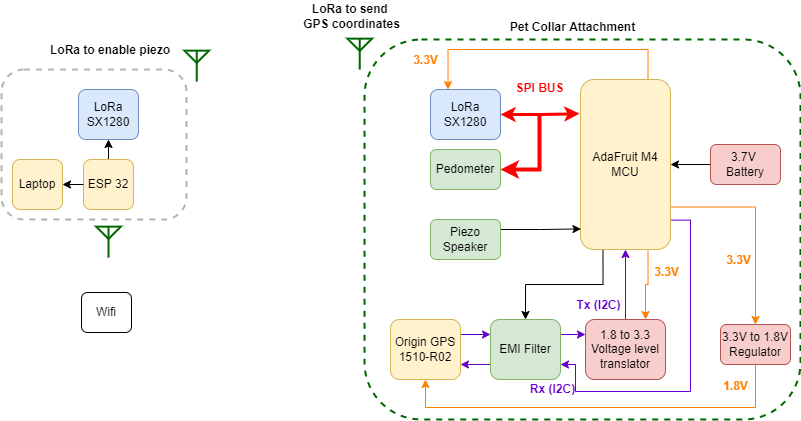 LoRa to enable piezo
LoRa
SX1280
Laptop
ESP 32
Wifi
LoRa to send
GPS coordinates
Pet Collar Attachment
3.3V
SPI BUS
LoRa
SX1280
AdaFruit M4
MCU
3.7V
Battery
Pedometer
Piezo
Speaker
3.3V
3.3V
Tx (I2C)
Origin GPS
1510-R02
EMI Filter
1.8 to 3.3
Voltage level
translator
3.3V to 1.8V
Regulator
Rx (I2C)
1.8V